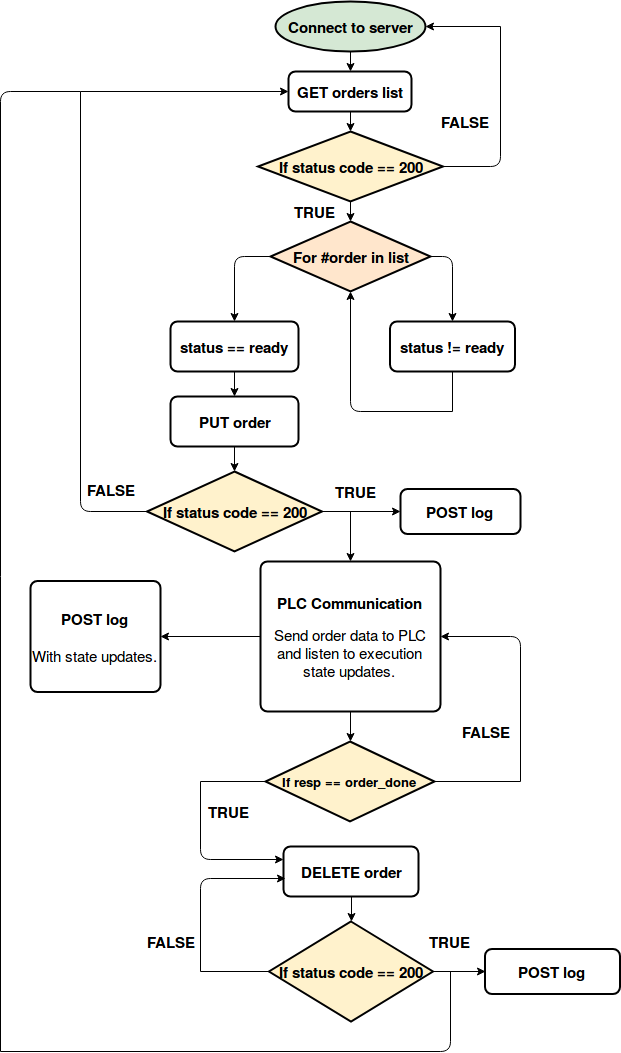 Connect to server
GET orders list
FALSE
If status code == 200
TRUE
For #order in list
status == ready
status != ready
PUT order
FALSE
TRUE
If status code == 200
POST log
PLC Communication
Send order data to PLC
and listen to execution
state updates.
POST log
With state updates.
FALSE
If resp == order_done
TRUE
DELETE order
FALSE
TRUE
If status code == 200
POST log